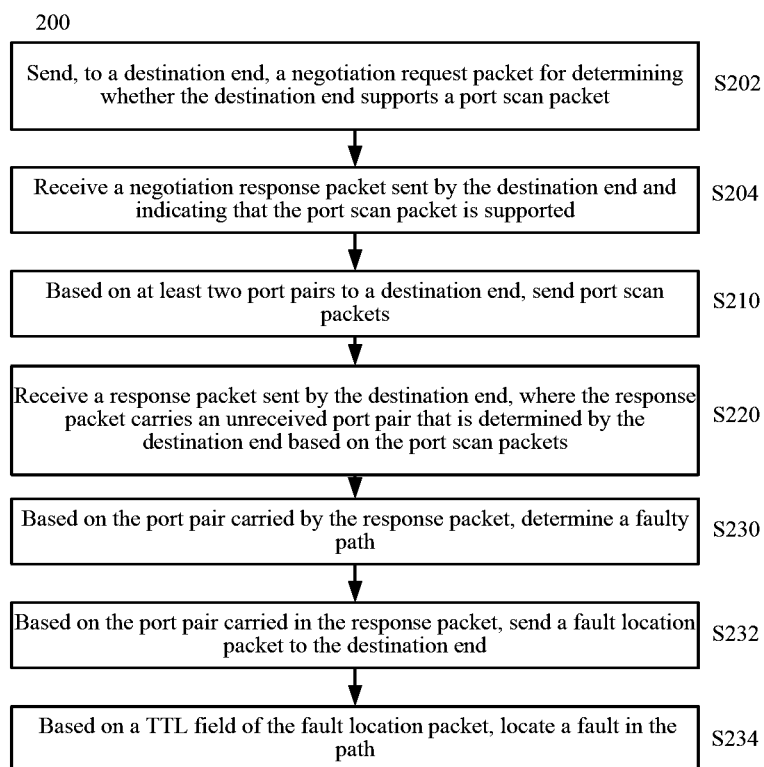 200
Send, to a destination end, a negotiation request packet for determining
whether the destination end supports a port scan packet
S202
Receive a negotiation response packet sent by the destination end and
indicating that the port scan packet is supported
S204
Based on at least two port pairs to a destination end, send port scan
packets
S210
Receive a response packet sent by the destination end, where the response
packet carries an unreceived port pair that is determined by the
destination end based on the port scan packets
S220
Based on the port pair carried by the response packet, determine a faulty
path
S230
Based on the port pair carried in the response packet, send a fault location
packet to the destination end
S232
Based on a TTL field of the fault location packet, locate a fault in the
path
S234